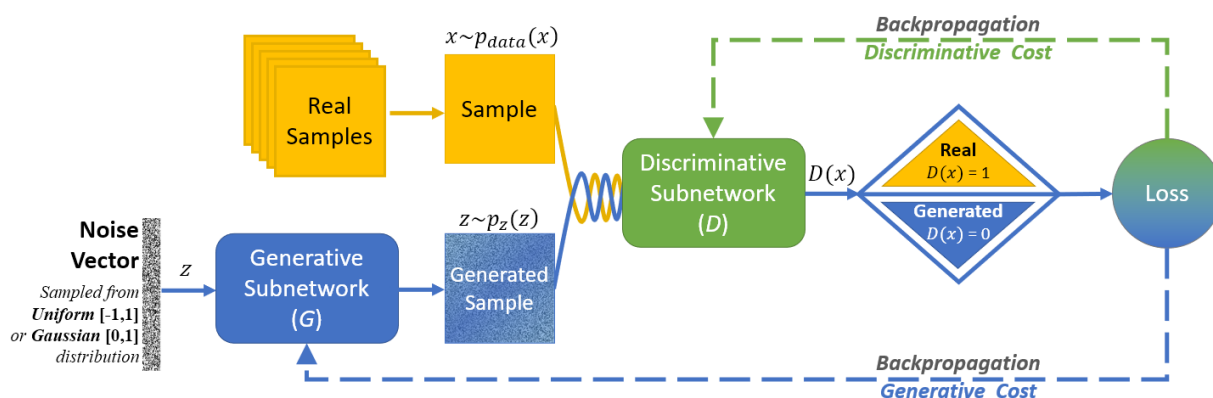 Backpropagation
Discriminative Cost
x~p_data(x)
Real
Samples
Sample
Discriminative
Subnetwork
(D)
D(x)
Real
D(x) = 1
Generated
D(x) = 0
Loss
Noise
Vector
Sampled from
Uniform [-1,1]
or Gaussian [0,1]
distribution
z
Generative
Subnetwork
(G)
z~p_z(z)
Generated
Sample
Backpropagation
Generative Cost